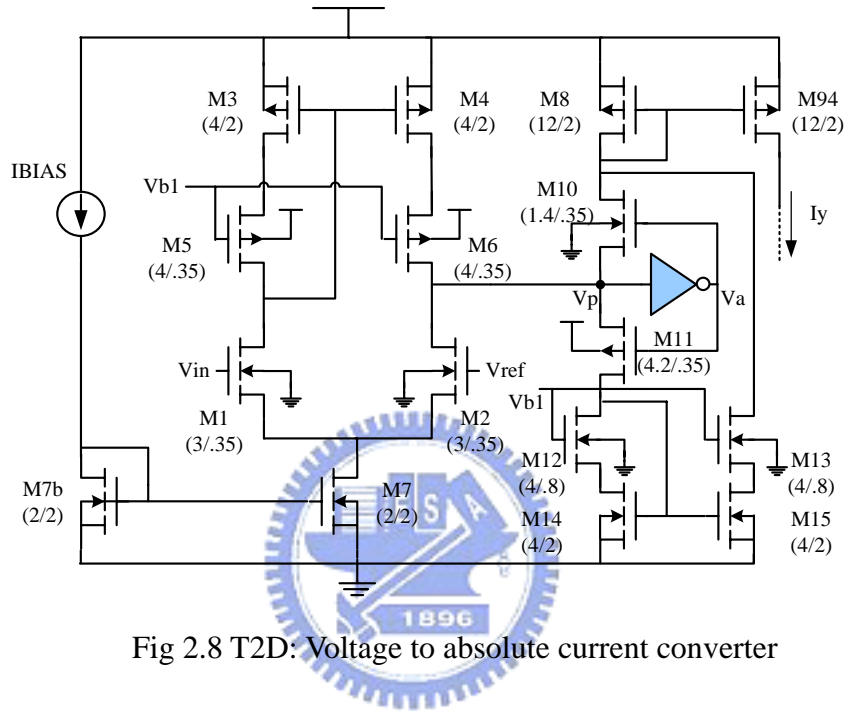 M3
(4/2)
M4
(4/2)
M8
(12/2)
M94
(12/2)
IBIAS
Vb1
M10
(1.4/.35)
Iy
M5
(4/.35)
M6
(4/.35)
Vp
Va
M11
(4.2/.35)
Vin
Vref
Vb1
M1
(3/.35)
M2
(3/.35)
M12
(4/.8)
M13
(4/.8)
M7b
(2/2)
M7
(2/2)
M14
(4/2)
M15
(4/2)
E S A
1896
Fig 2.8 T2D: Voltage to absolute current converter